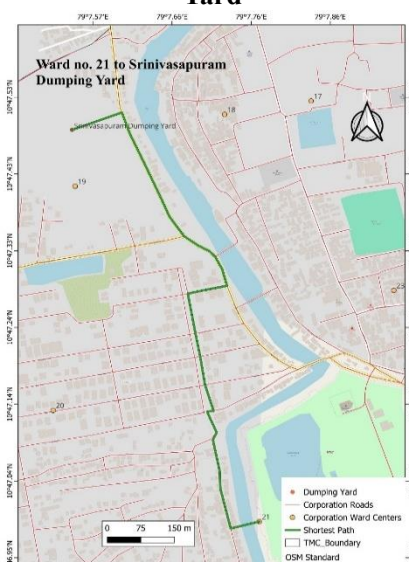 Yard
79°7.57'E 79°7.66'E 79°7.76'E 79°7.86'E
Ward no. 21 to Srinivasapuram
Dumping Yard
10°47.53'N
18
17
Srinivasapuram Dumping Yard
10°47.43'N
19
10°47.33'N
23
10°47.24'N
10°47.14'N
20
10°47.04'N
21
46.95'N
0 75 150 m
Dumping Yard
Corporation Roads
Corporation Ward Centers
Shortest Path
TMC_Boundary
OSM Standard